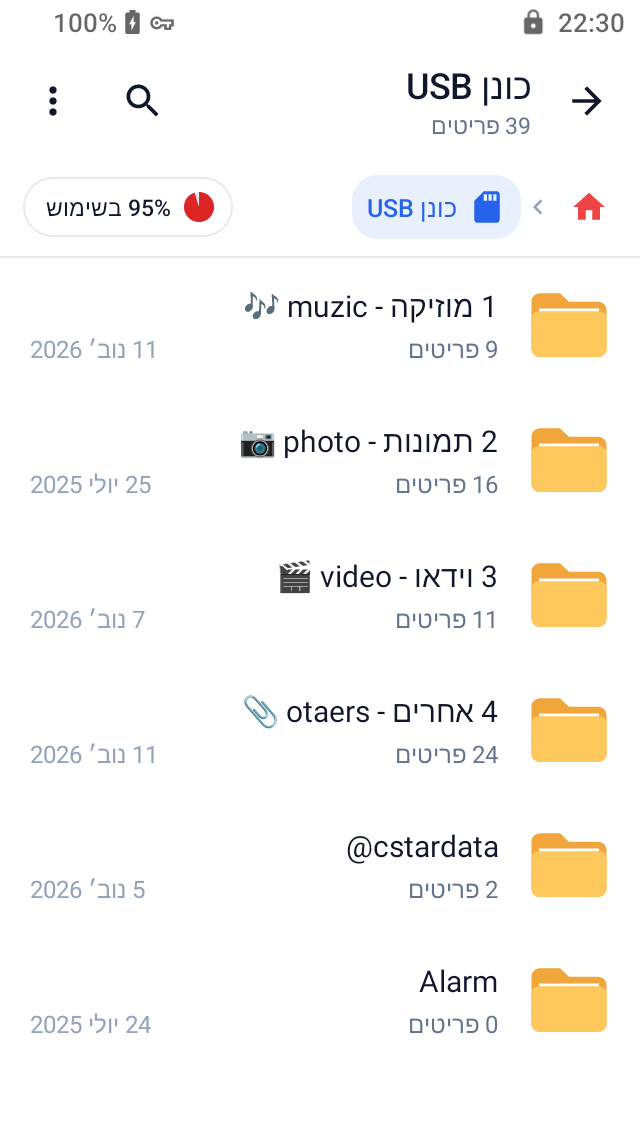 100%
22:30
כונן USB
39 פריטים
כונן USB
95% בשימוש
1 מוזיקה - muzic 🎶
9 פריטים
11 נוב׳ 2026
2 תמונות - photo 📷
16 פריטים
25 יולי 2025
3 וידאו - video 🎬
11 פריטים
7 נוב׳ 2026
4 אחרים - otaers 📎
24 פריטים
11 נוב׳ 2026
@cstardata
2 פריטים
5 נוב׳ 2026
Alarm
0 פריטים
24 יולי 2025